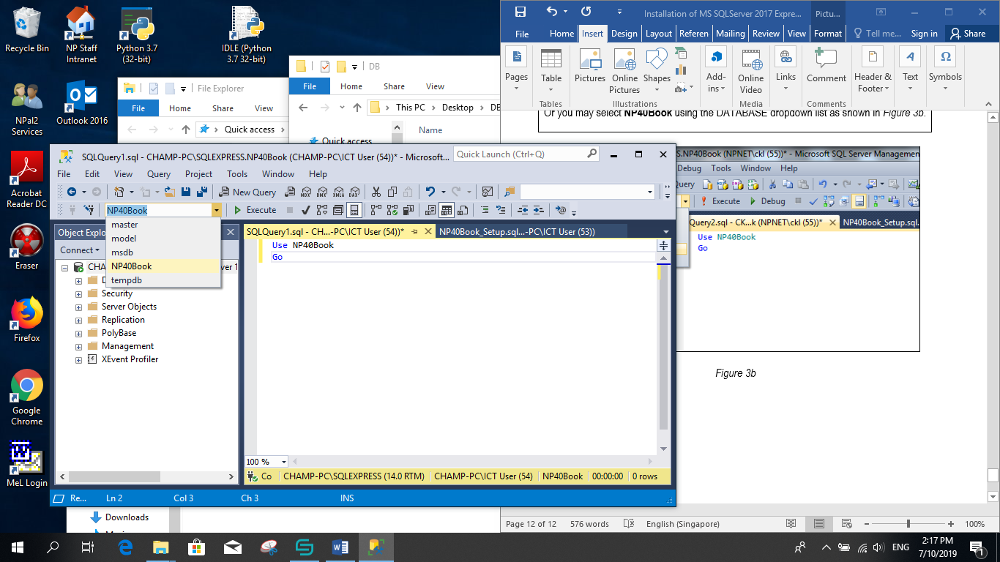 Recycle Bin
NP Staff
Intranet
Python 3.7
(32-bit)
IDLE (Python
3.7 32-bit)
NPal2
Services
Outlook 2016
Acrobat
Reader DC
Eraser
Firefox
Google
Chrome
MeL Login
File Explorer
File Home Share View
Quick access
DB
File Home Share View
This PC Desktop
Quick access
Name
Installation of MS SQLServer 2017 Expre... Pictu...
File Home Insert Design Layout Referen Mailing Review View Format Tell me... Sign in Share
Pages Table Pictures Online Pictures Shapes Add-ins Online Video Links Comment Header & Footer Text Symbols
Tables Illustrations Media Comments
Or you may select NP40Book using the DATABASE dropdown list as shown in Figure 3b.
S.NP40Book (NPNET\ckl (55))* - Microsoft SQL Server Managemen
Debug Tools Window Help
Execute Debug
Query2.sql - CK...k (NPNET\ckl (55))* NP40Book_Setup.sql.
Use NP40Book
Go
Figure 3b
SQLQuery1.sql - CHAMP-PC\SQLEXPRESS.NP40Book (CHAMP-PC\ICT User (54))* - Microsoft...
Quick Launch (Ctrl+Q)
File Edit View Query Project Tools Window Help
New Query MDX DMX XMLA DAX
NP40Book Execute
master
model
msdb
NP40Book
tempdb
Object Explo
Connect
CHA ver 1
D
Security
Server Objects
Replication
PolyBase
Management
XEvent Profiler
SQLQuery1.sql - CH...-PC\ICT User (54))* NP40Book_Setup.sql...-PC\ICT User (53))
Use NP40Book
Go
100 %
Co CHAMP-PC\SQLEXPRESS (14.0 RTM) CHAMP-PC\ICT User (54) NP40Book 00:00:00 0 rows
Re... Ln 2 Col 3 Ch 3 INS
Downloads
Page 12 of 12 576 words English (Singapore) 100%
ENG
2:17 PM
7/10/2019
1